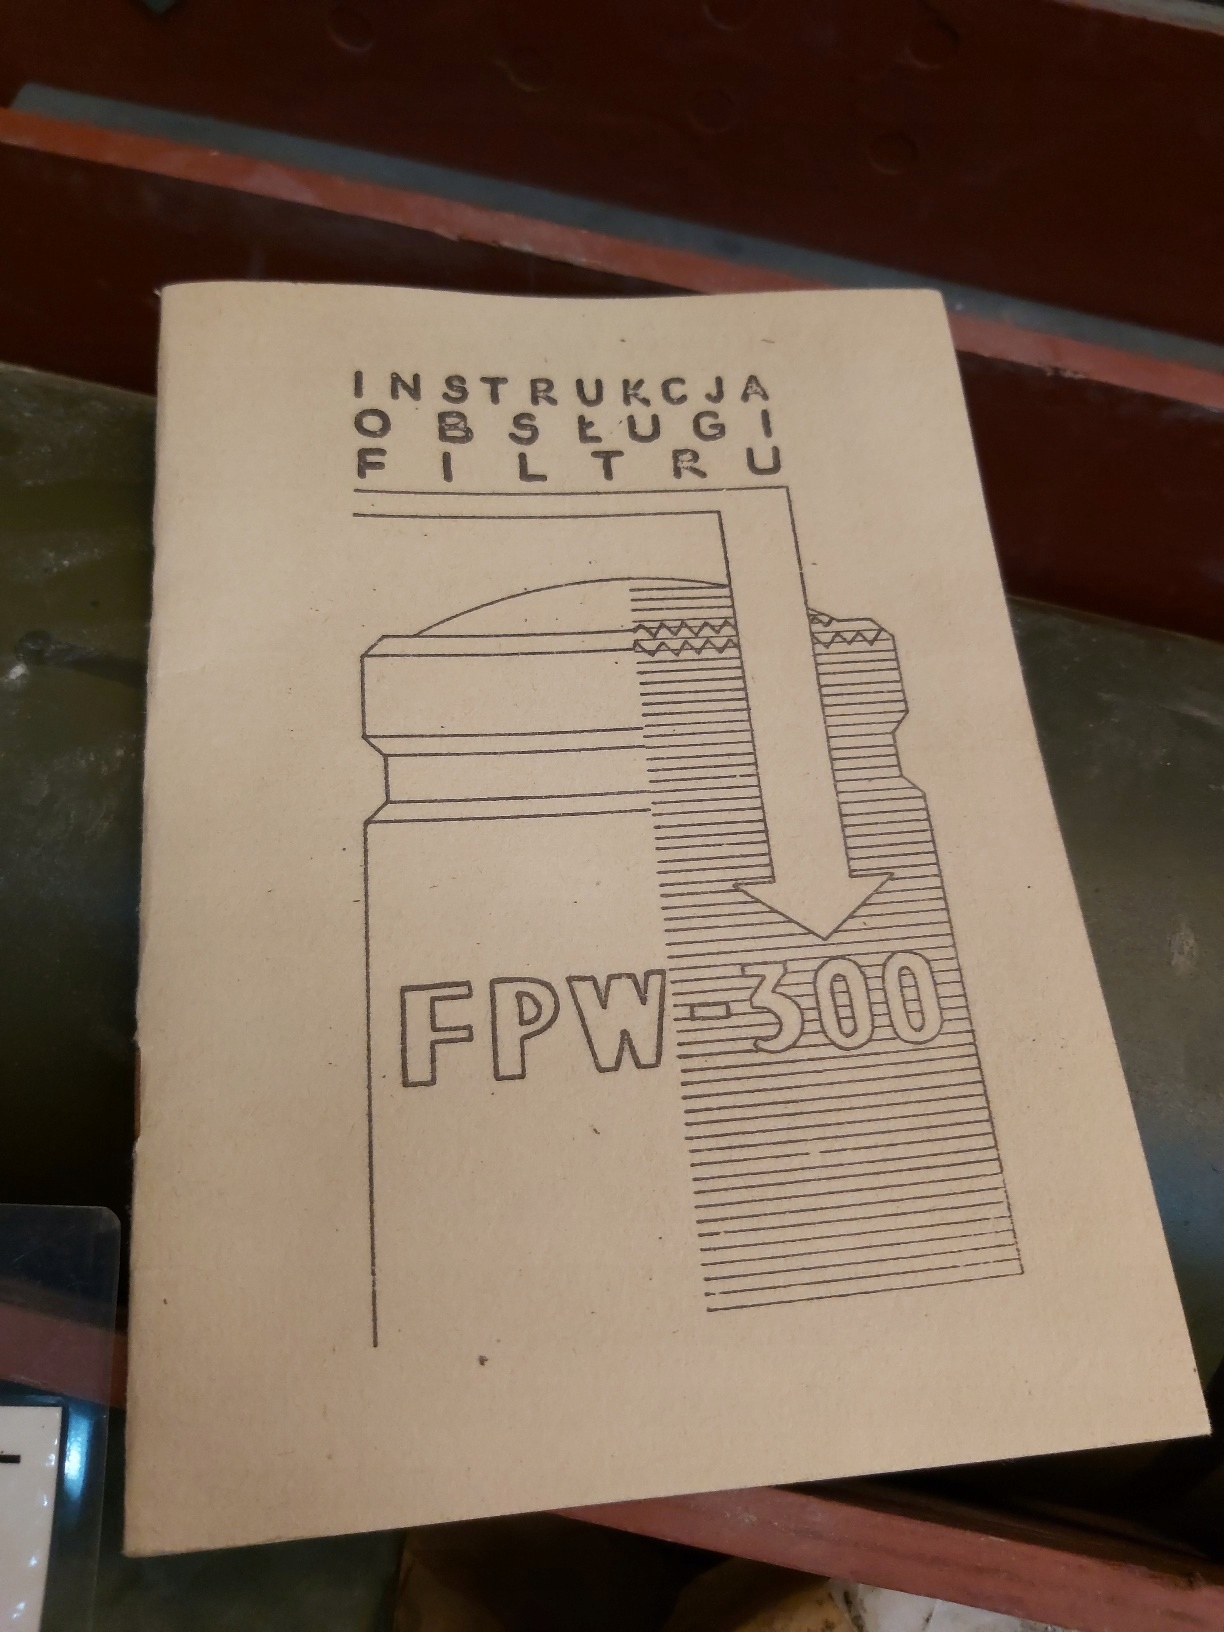 INSTRUKCJA
OBSŁUGI
FILTRU
FPW-300